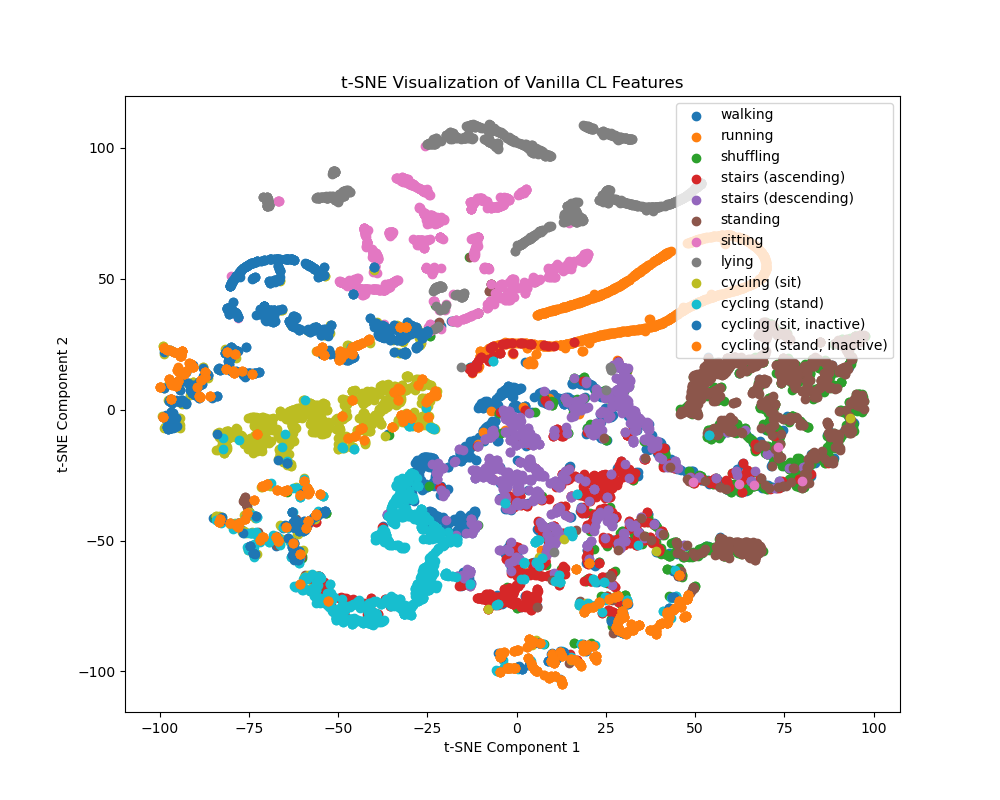 t-SNE Visualization of Vanilla CL Features
walking
running
shuffling
stairs (ascending)
stairs (descending)
standing
sitting
lying
cycling (sit)
cycling (stand)
cycling (sit, inactive)
cycling (stand, inactive)
t-SNE Component 2
100
50
0
−50
−100
−100
−75
−50
−25
0
25
50
75
100
t-SNE Component 1